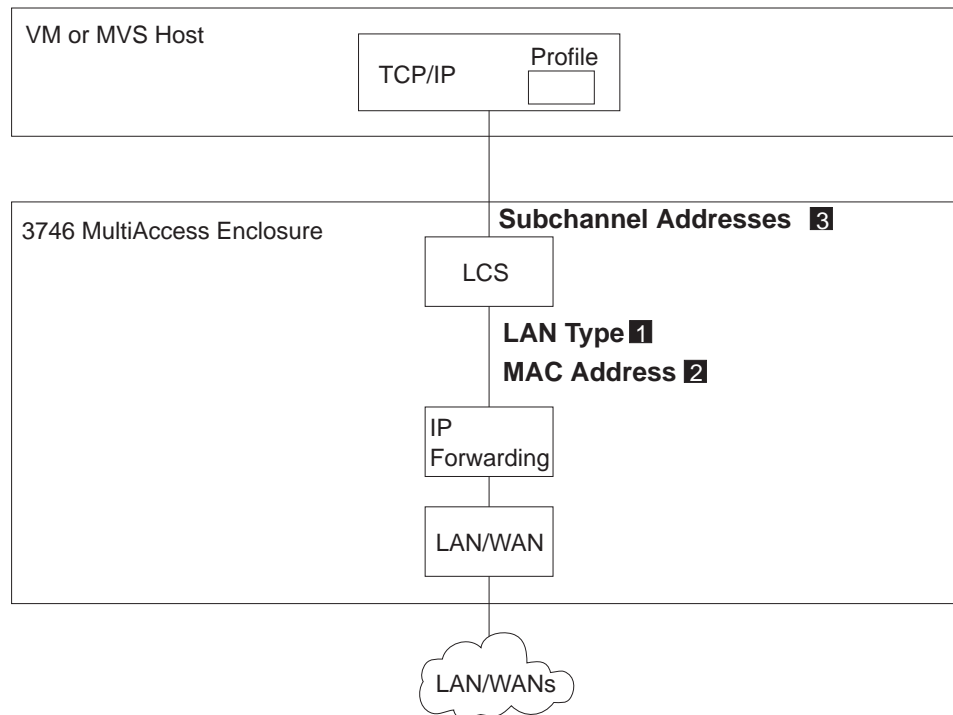 VM or MVS Host
Profile
TCP/IP
3746 MultiAccess Enclosure
Subchannel Addresses 3
LCS
LAN Type 1
MAC Address 2
IP
Forwarding
LAN/WAN
LAN/WANs